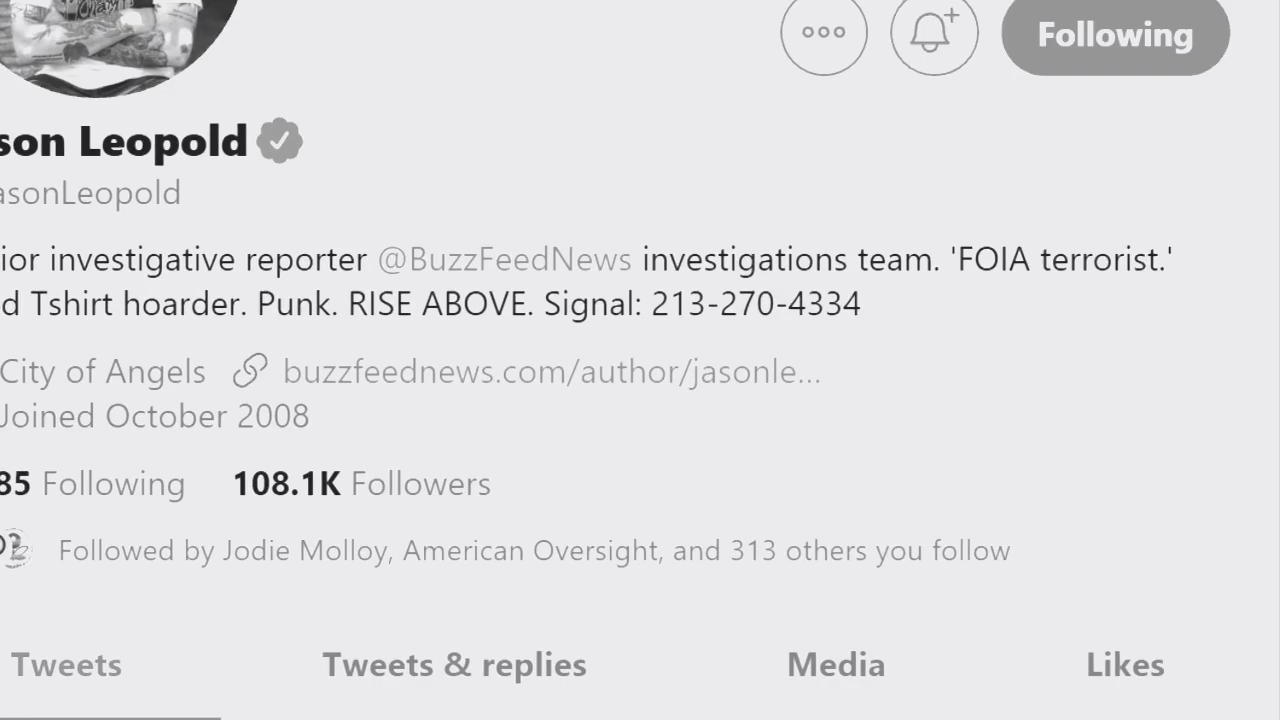 Following
son Leopold
asonLeopold
ior investigative reporter @BuzzFeedNews investigations team. 'FOIA terrorist.'
d Tshirt hoarder. Punk. RISE ABOVE. Signal: 213-270-4334
City of Angels buzzfeednews.com/author/jasonle...
Joined October 2008
85 Following 108.1K Followers
Followed by Jodie Molloy, American Oversight, and 313 others you follow
Tweets Tweets & replies Media Likes